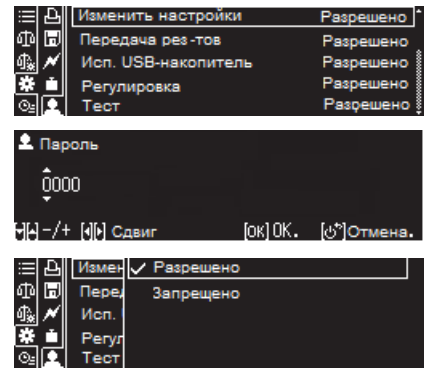 Изменить настройки Разрешено
Передача рез-тов Разрешено
Исп. USB-накопитель Разрешено
Регулировка Разрешено
Тест Разрешено
Пароль
0000
-/+ Сдвиг [OK] OK. Отмена.
Измен ✓ Разрешено
Перед Запрещено
Исп.
Регул
Тест